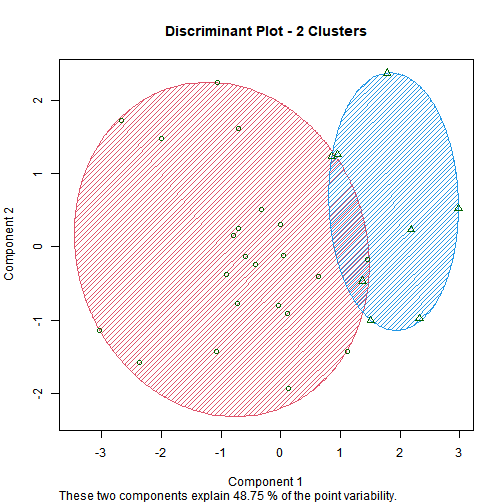 Discriminant Plot - 2 Clusters
Component 2
2
1
0
-1
-2
-3 -2 -1 0 1 2 3
Component 1
These two components explain 48.75 % of the point variability.